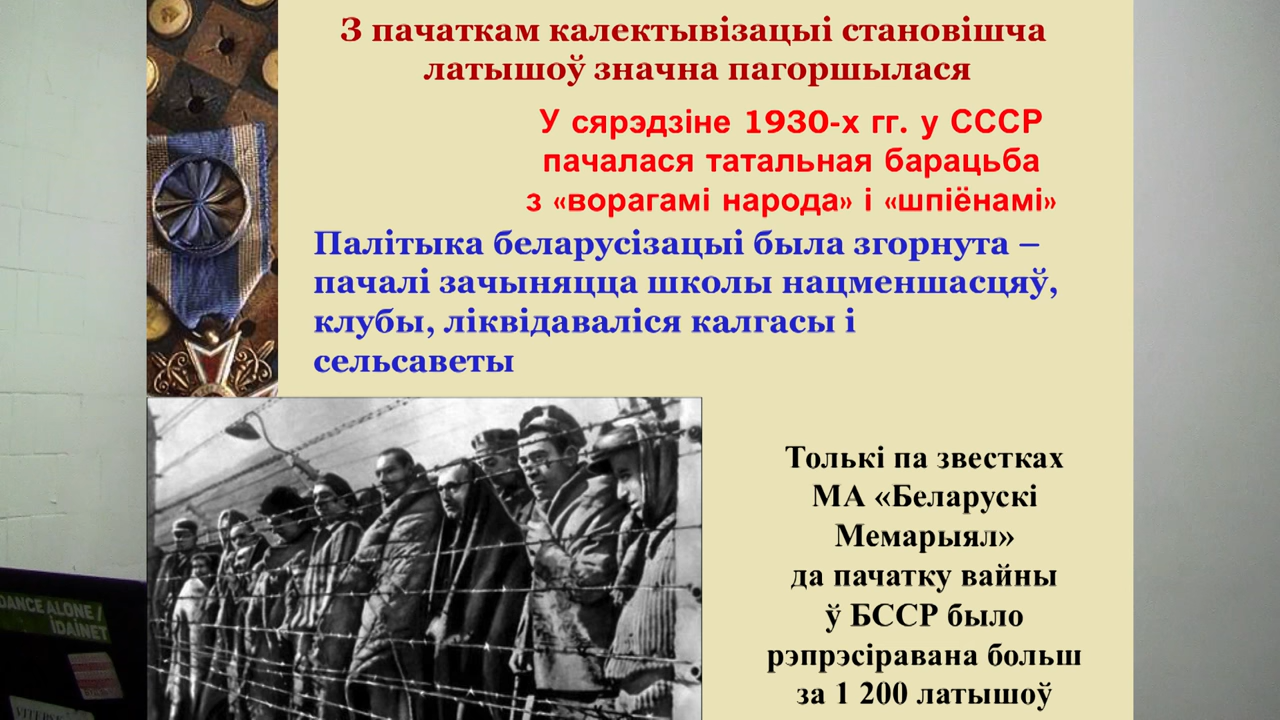 З пачаткам калектывізацыі становішча
латышоў значна пагоршылася
У сярэдзіне 1930-х гг. у СССР
пачалася татальная барацьба
з «ворагамі народа» і «шпіёнамі»
Палітыка беларусізацыі была згорнута –
пачалі зачыняцца школы нацменшасцяў,
клубы, ліквідаваліся калгасы і
сельсаветы
Толькі па звестках
МА «Беларускі
Мемарыял»
да пачатку вайны
ў БССР было
рэпрэсіравана больш
за 1 200 латышоў
DANCE ALONE /
IDAINET